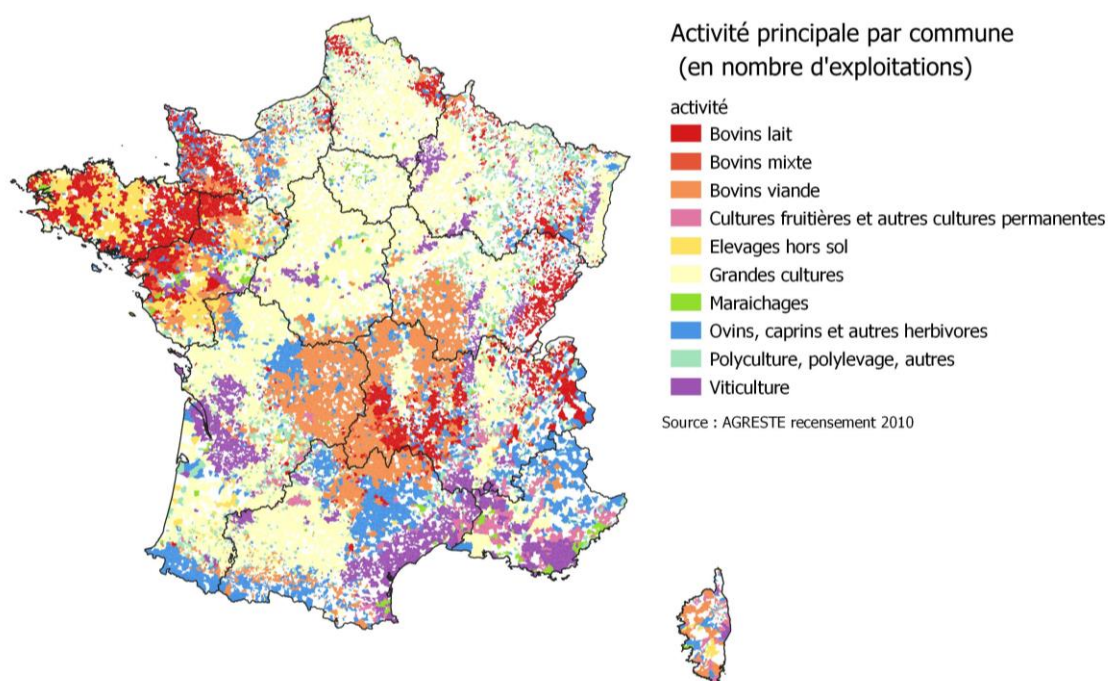 Activité principale par commune
(en nombre d'exploitations)
activité
Bovins lait
Bovins mixte
Bovins viande
Cultures fruitières et autres cultures permanentes
Elevages hors sol
Grandes cultures
Maraichages
Ovins, caprins et autres herbivores
Polyculture, polylevage, autres
Viticulture
Source : AGRESTE recensement 2010